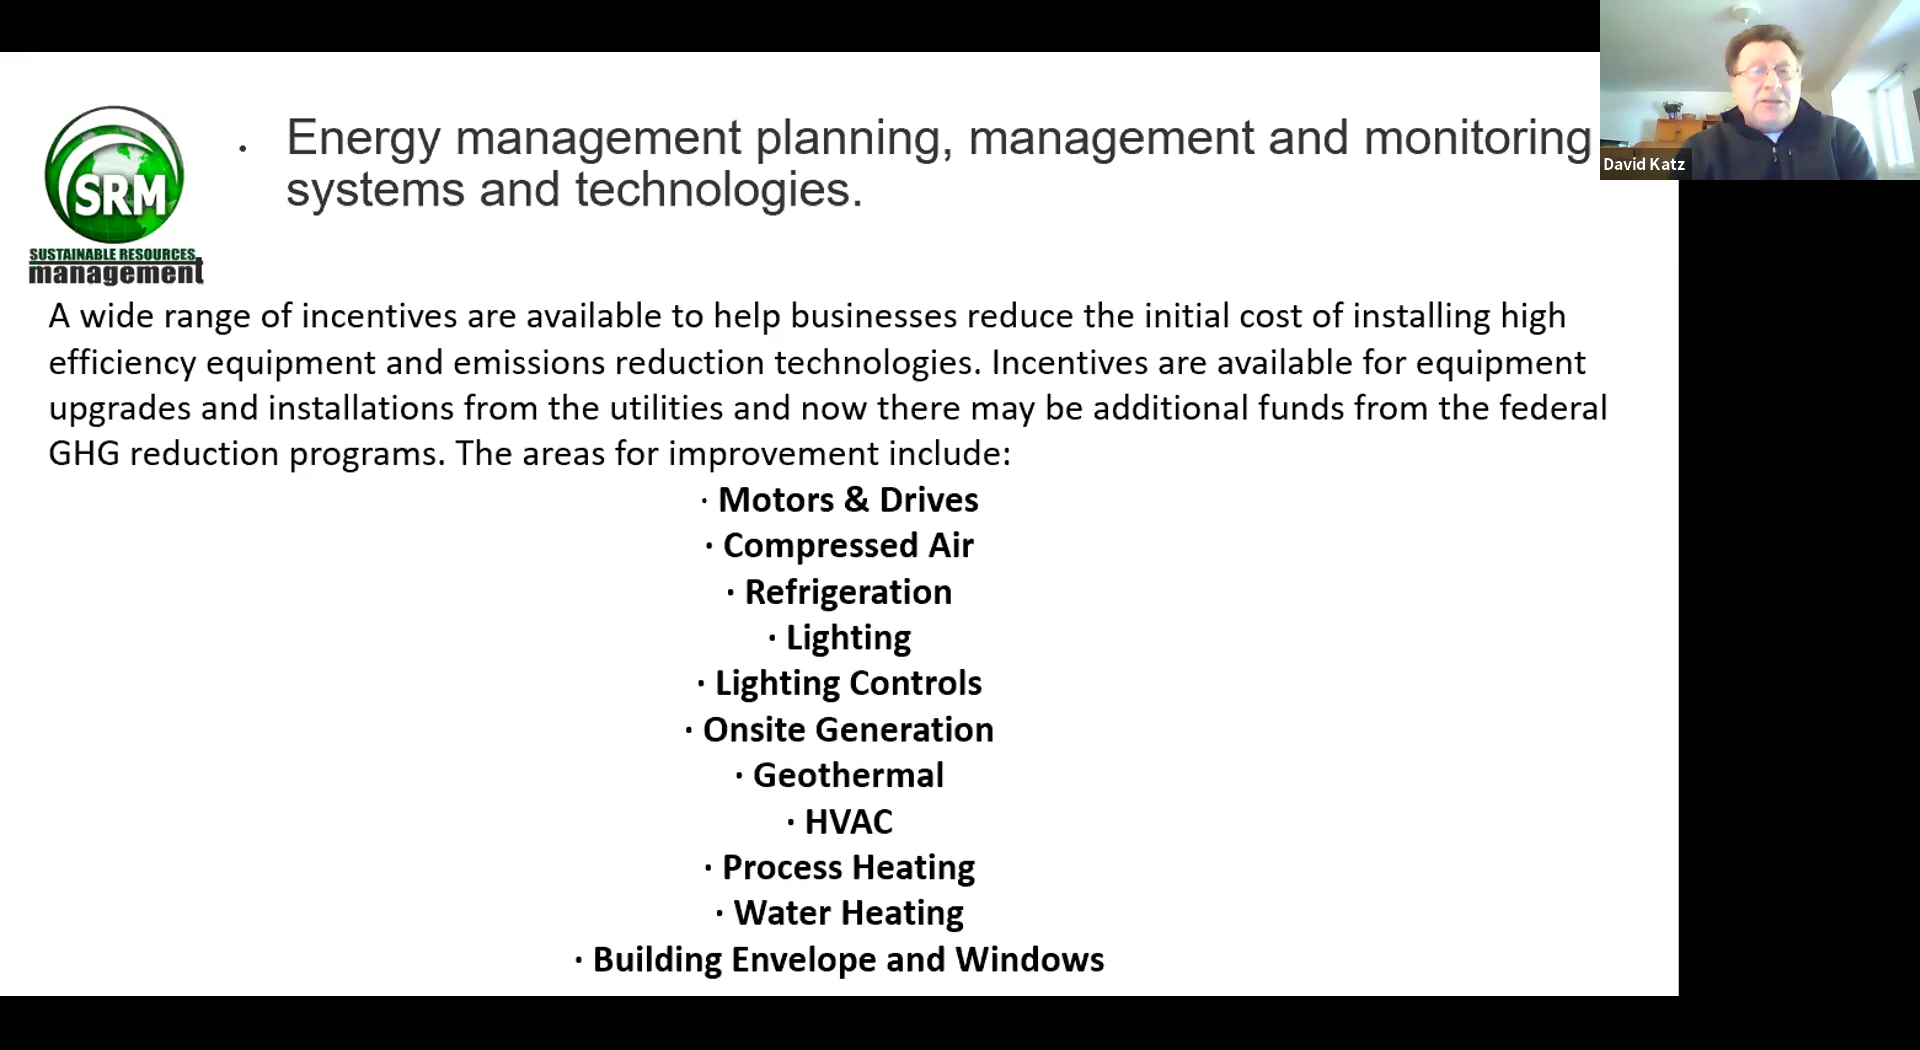 SRM
SUSTAINABLE RESOURCES
management
· Energy management planning, management and monitoring
systems and technologies.
David Katz
A wide range of incentives are available to help businesses reduce the initial cost of installing high
efficiency equipment and emissions reduction technologies. Incentives are available for equipment
upgrades and installations from the utilities and now there may be additional funds from the federal
GHG reduction programs. The areas for improvement include:
· Motors & Drives
· Compressed Air
· Refrigeration
· Lighting
· Lighting Controls
· Onsite Generation
· Geothermal
· HVAC
· Process Heating
· Water Heating
· Building Envelope and Windows